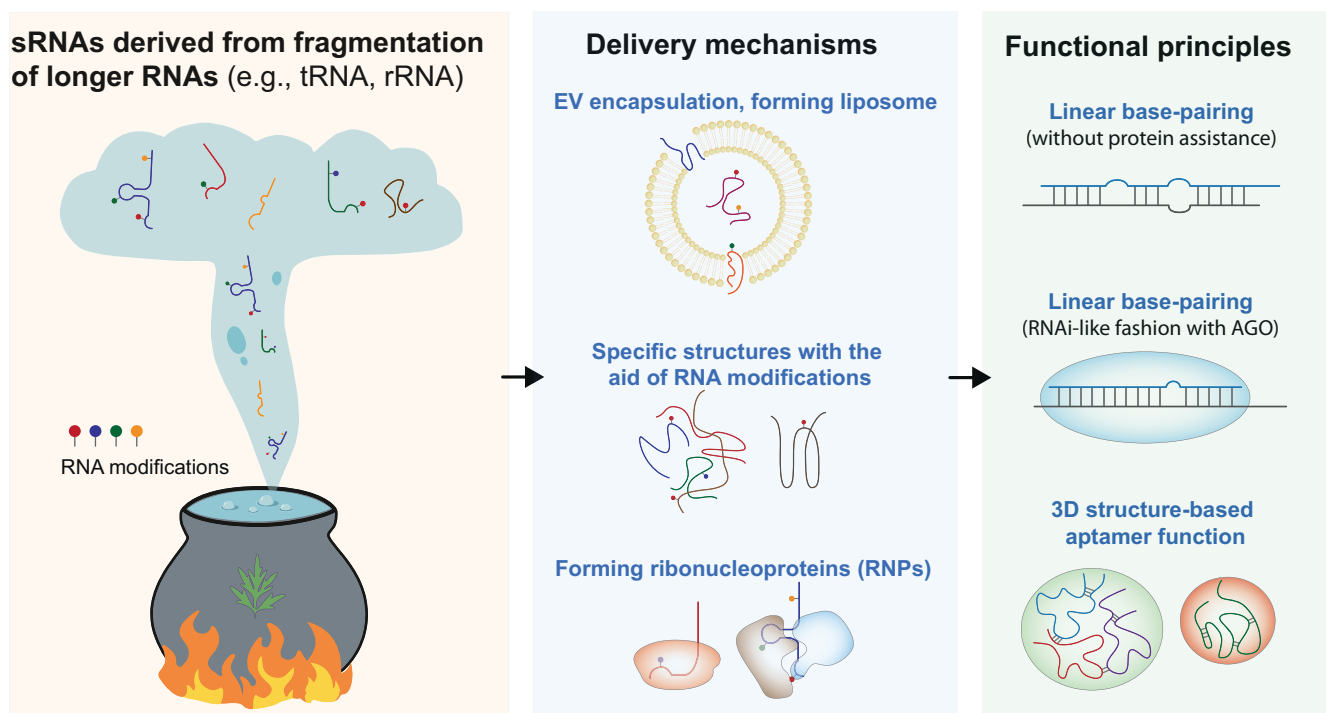 sRNAs derived from fragmentation
of longer RNAs (e.g., tRNA, rRNA)
RNA modifications
Delivery mechanisms
EV encapsulation, forming liposome
Specific structures with the
aid of RNA modifications
Forming ribonucleoproteins (RNPs)
Functional principles
Linear base-pairing
(without protein assistance)
Linear base-pairing
(RNAi-like fashion with AGO)
3D structure-based
aptamer function